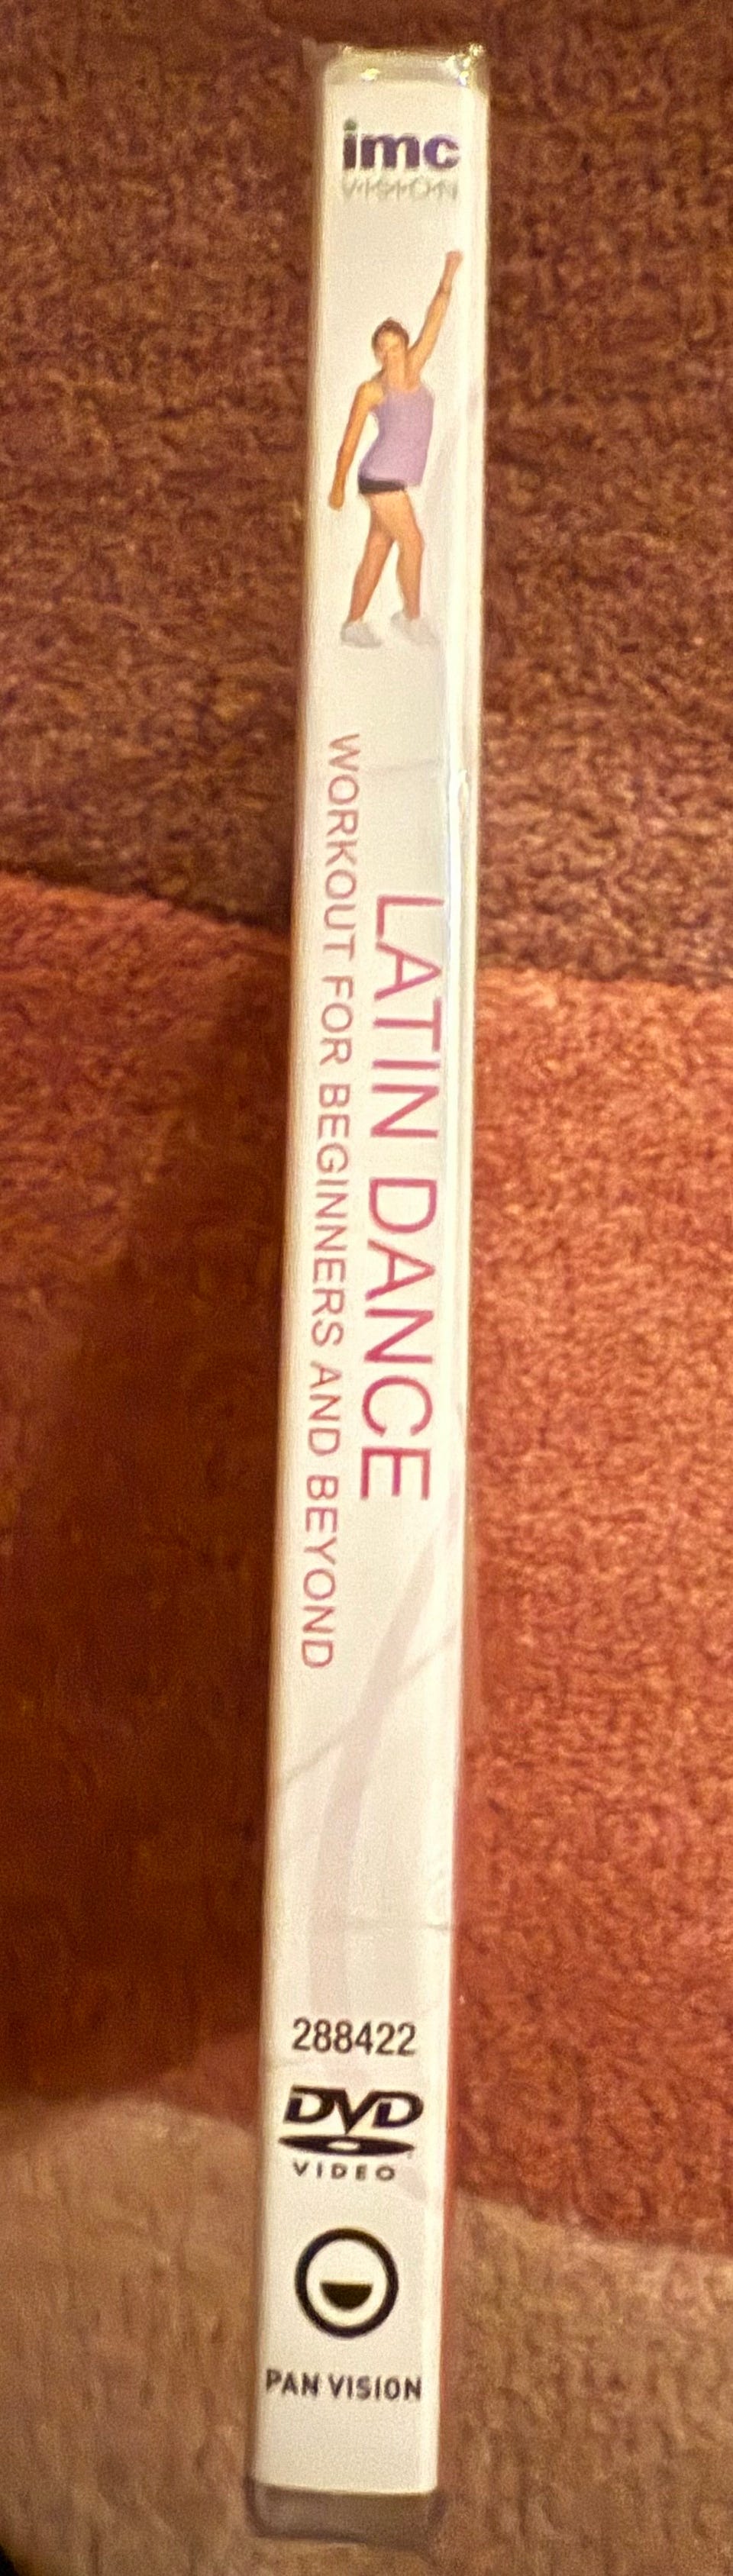 imc
VISION
LATIN DANCE
WORKOUT FOR BEGINNERS AND BEYOND
288422
DVD
VIDEO
PAN VISION